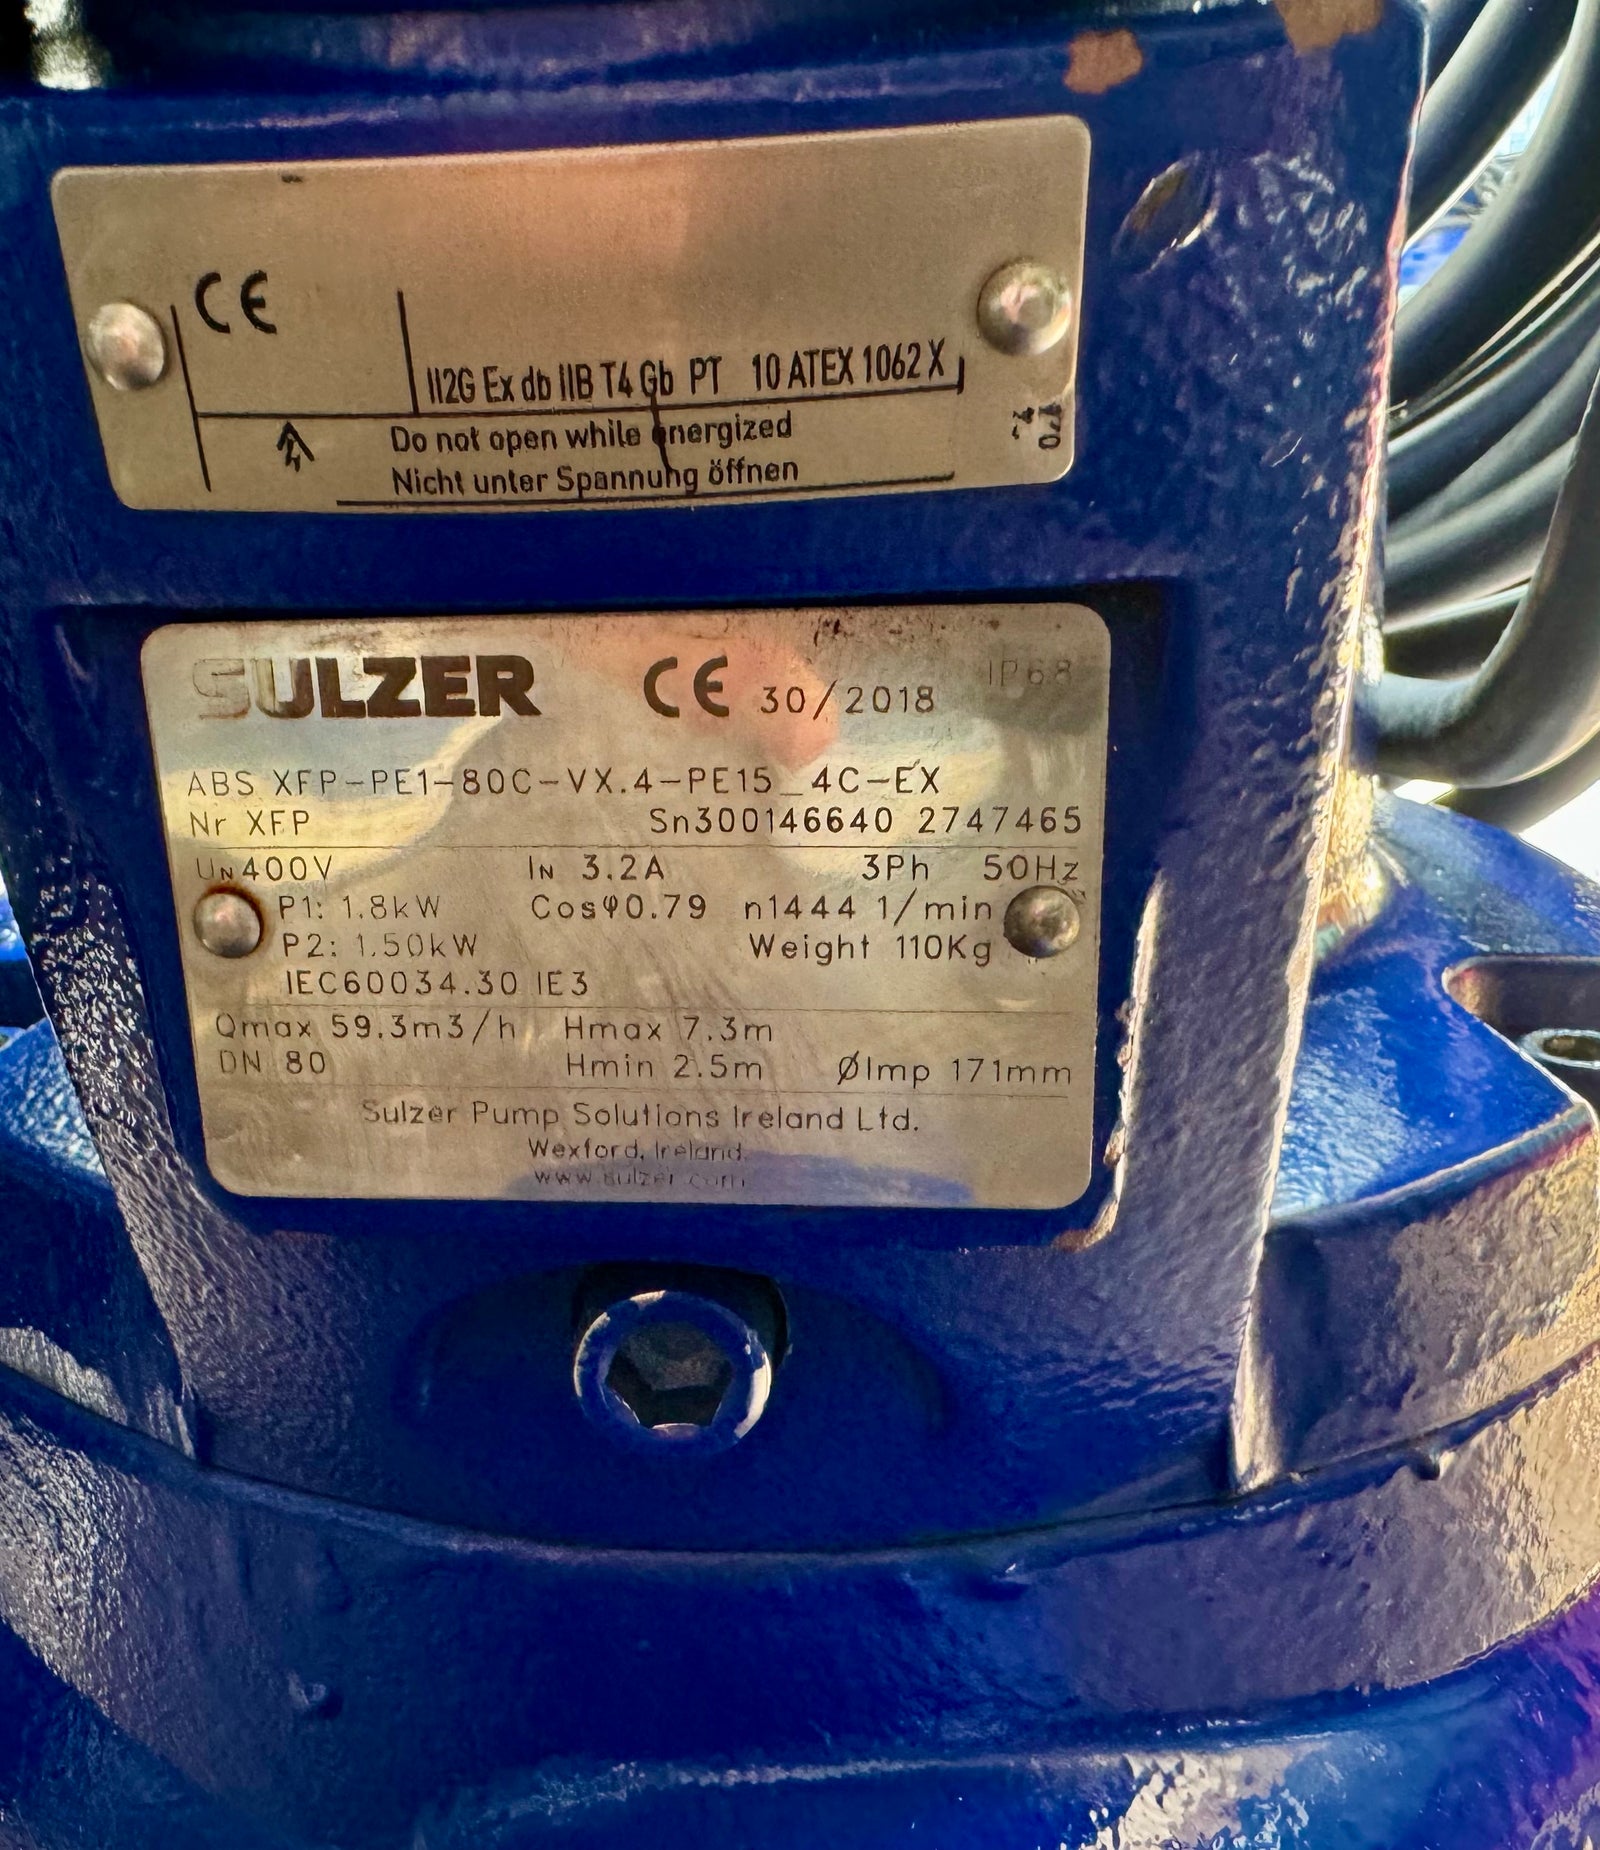 CE
II2G Ex db IIB T4 Gb PT 10 ATEX 1062 X
Do not open while energized
Nicht unter Spannung öffnen
SULZER CE 30/2018 IP68
ABS XFP-PE1-80C-VX.4-PE15_4C-EX
Nr XFP Sn300146640 2747465
UN400V IN 3.2A 3Ph 50Hz
P1: 1.8kW Cosφ0.79 n1444 1/min
P2: 1.50kW Weight 110Kg
IEC60034.30 IE3
Qmax 59.3m3/h Hmax 7.3m
DN 80 Hmin 2.5m ØImp 171mm
Sulzer Pump Solutions Ireland Ltd.
Wexford, Ireland.
www.sulzer.com